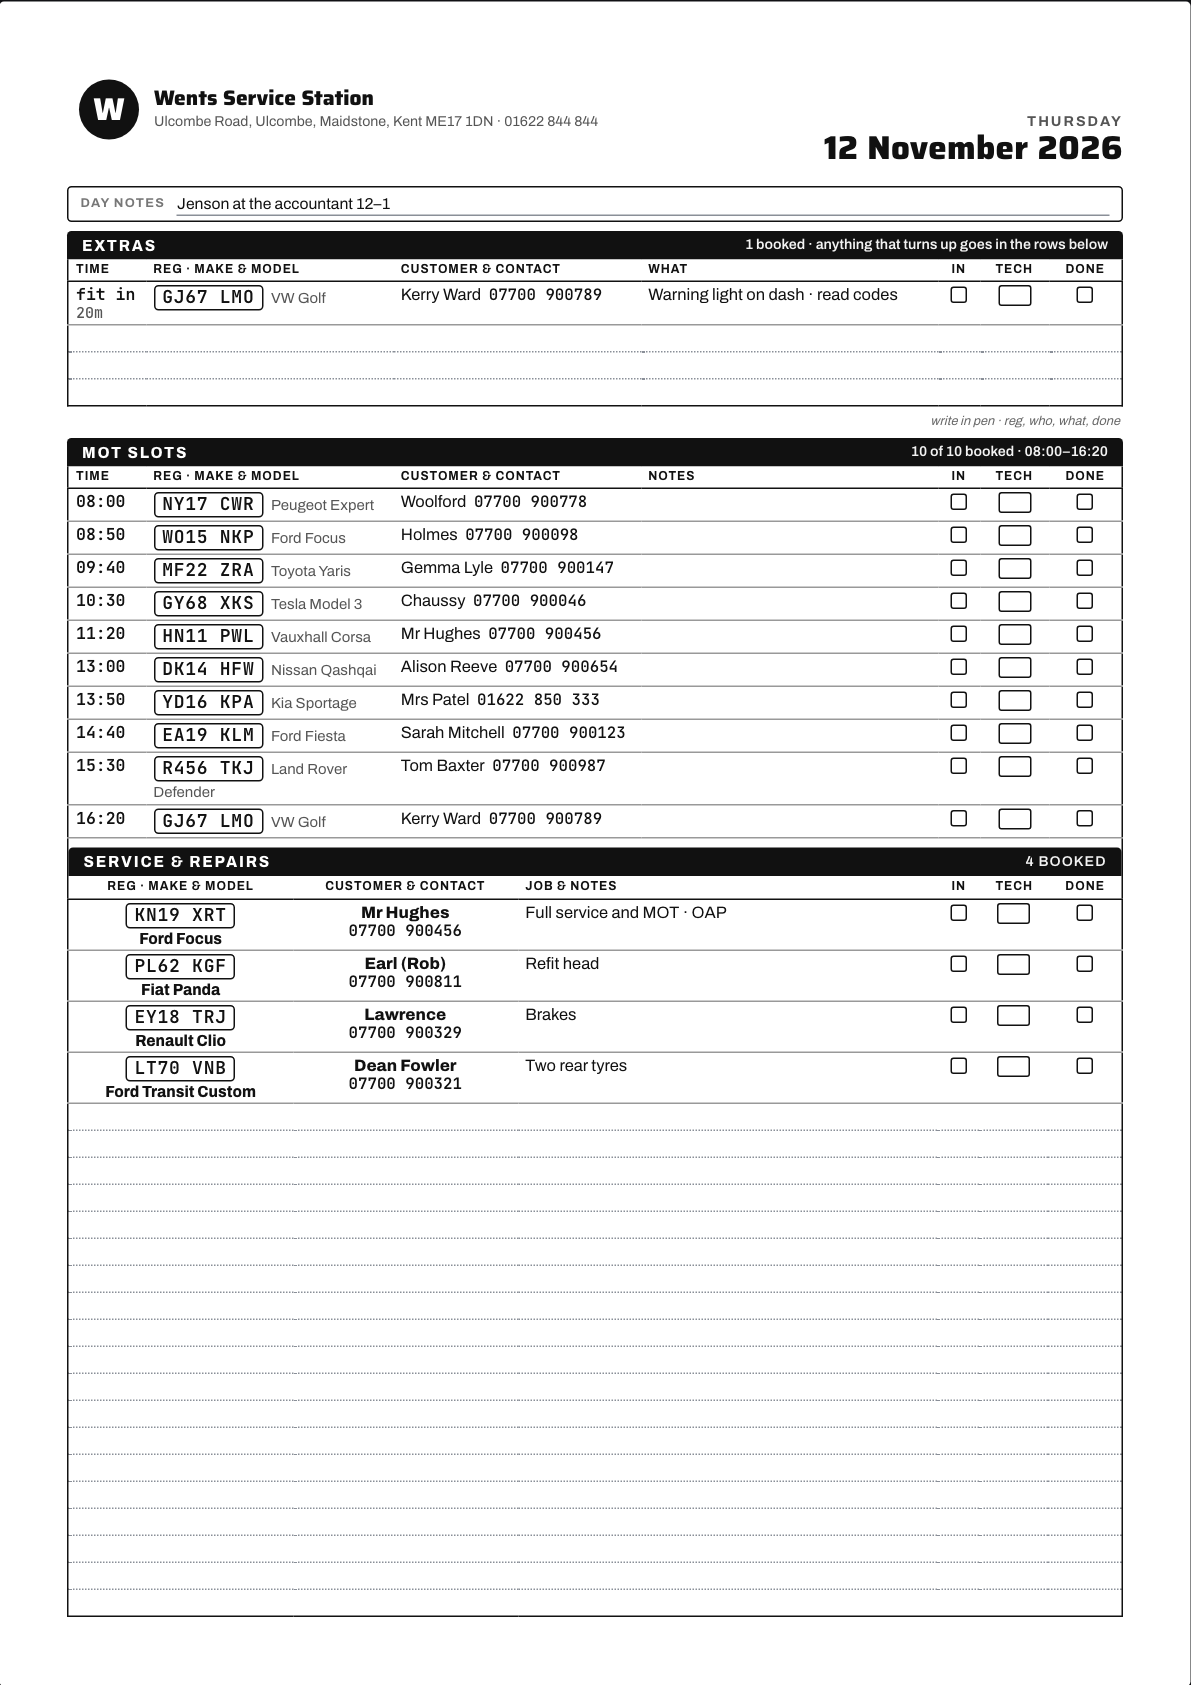 W
Wents Service Station
Ulcombe Road, Ulcombe, Maidstone, Kent ME17 1DN · 01622 844 844
THURSDAY
12 November 2026
DAY NOTES Jenson at the accountant 12–1
EXTRAS 1 booked · anything that turns up goes in the rows below
TIME REG · MAKE & MODEL CUSTOMER & CONTACT WHAT IN TECH DONE
fit in GJ67 LMO VW Golf Kerry Ward 07700 900789 Warning light on dash · read codes
20m
write in pen · reg, who, what, done
MOT SLOTS 10 of 10 booked · 08:00–16:20
TIME REG · MAKE & MODEL CUSTOMER & CONTACT NOTES IN TECH DONE
08:00 NY17 CWR Peugeot Expert Woolford 07700 900778
08:50 WO15 NKP Ford Focus Holmes 07700 900098
09:40 MF22 ZRA Toyota Yaris Gemma Lyle 07700 900147
10:30 GY68 XKS Tesla Model 3 Chaussy 07700 900046
11:20 HN11 PWL Vauxhall Corsa Mr Hughes 07700 900456
13:00 DK14 HFW Nissan Qashqai Alison Reeve 07700 900654
13:50 YD16 KPA Kia Sportage Mrs Patel 01622 850 333
14:40 EA19 KLM Ford Fiesta Sarah Mitchell 07700 900123
15:30 R456 TKJ Land Rover Tom Baxter 07700 900987
Defender
16:20 GJ67 LMO VW Golf Kerry Ward 07700 900789
SERVICE & REPAIRS 4 BOOKED
REG · MAKE & MODEL CUSTOMER & CONTACT JOB & NOTES IN TECH DONE
KN19 XRT Mr Hughes Full service and MOT · OAP
Ford Focus 07700 900456
PL62 KGF Earl (Rob) Refit head
Fiat Panda 07700 900811
EY18 TRJ Lawrence Brakes
Renault Clio 07700 900329
LT70 VNB Dean Fowler Two rear tyres
Ford Transit Custom 07700 900321